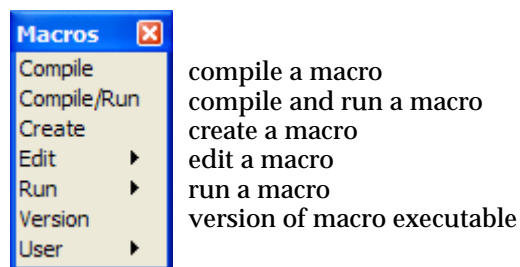 Macros
Compile compile a macro
Compile/Run compile and run a macro
Create create a macro
Edit edit a macro
Run run a macro
Version version of macro executable
User